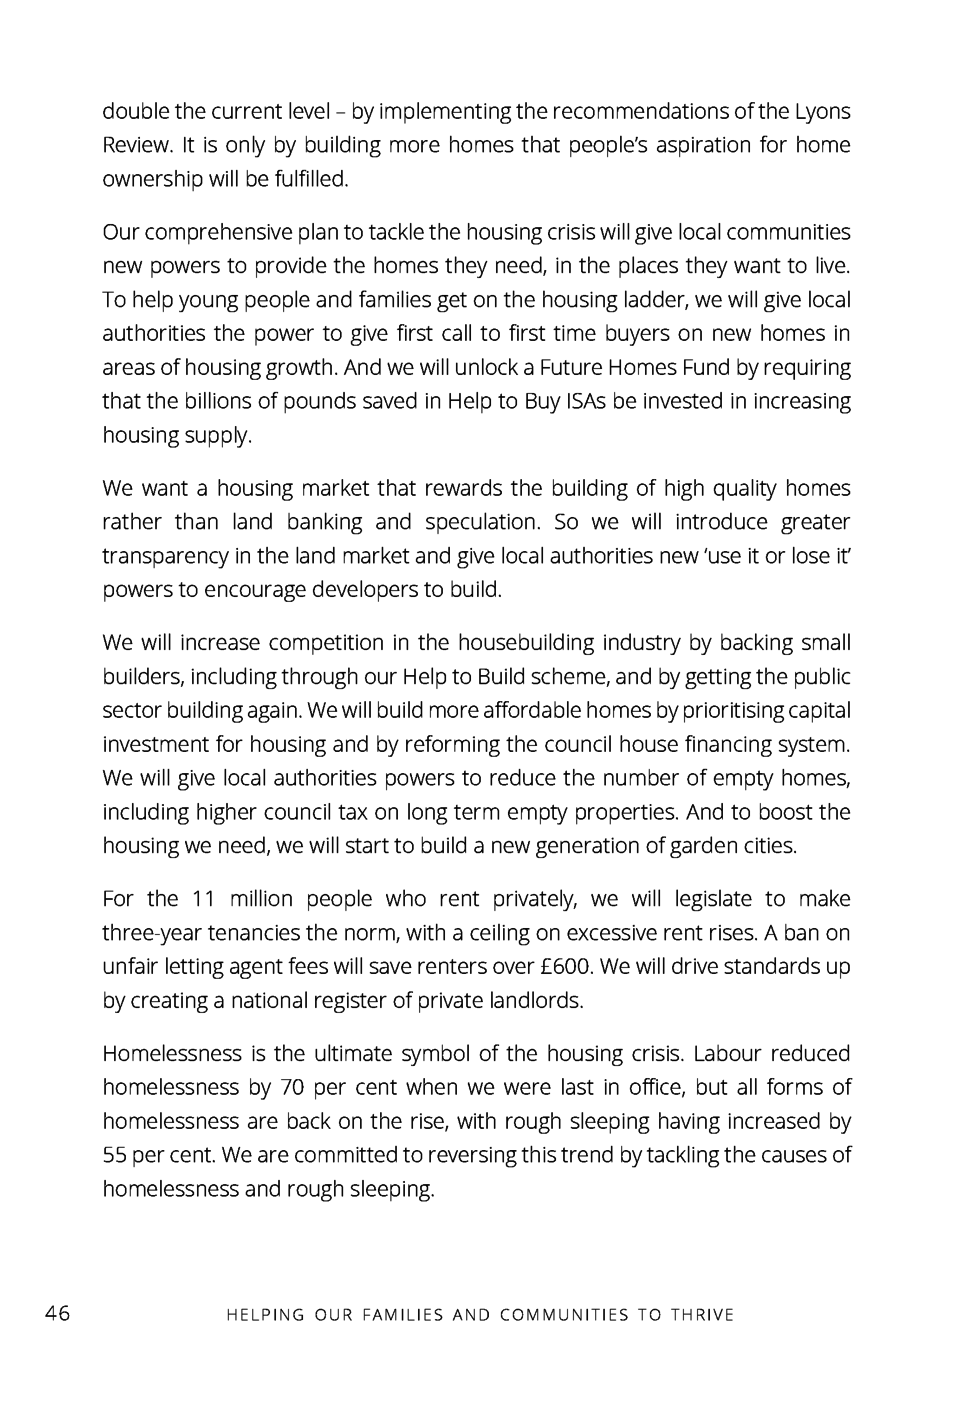 double the current level – by implementing the recommendations of the Lyons
Review. It is only by building more homes that people’s aspiration for home
ownership will be fulfilled.
Our comprehensive plan to tackle the housing crisis will give local communities
new powers to provide the homes they need, in the places they want to live.
To help young people and families get on the housing ladder, we will give local
authorities the power to give first call to first time buyers on new homes in
areas of housing growth. And we will unlock a Future Homes Fund by requiring
that the billions of pounds saved in Help to Buy ISAs be invested in increasing
housing supply.
We want a housing market that rewards the building of high quality homes
rather than land banking and speculation. So we will introduce greater
transparency in the land market and give local authorities new ‘use it or lose it’
powers to encourage developers to build.
We will increase competition in the housebuilding industry by backing small
builders, including through our Help to Build scheme, and by getting the public
sector building again. We will build more affordable homes by prioritising capital
investment for housing and by reforming the council house financing system.
We will give local authorities powers to reduce the number of empty homes,
including higher council tax on long term empty properties. And to boost the
housing we need, we will start to build a new generation of garden cities.
For the 11 million people who rent privately, we will legislate to make
three-year tenancies the norm, with a ceiling on excessive rent rises. A ban on
unfair letting agent fees will save renters over £600. We will drive standards up
by creating a national register of private landlords.
Homelessness is the ultimate symbol of the housing crisis. Labour reduced
homelessness by 70 per cent when we were last in office, but all forms of
homelessness are back on the rise, with rough sleeping having increased by
55 per cent. We are committed to reversing this trend by tackling the causes of
homelessness and rough sleeping.
46 HELPING OUR FAMILIES AND COMMUNITIES TO THRIVE